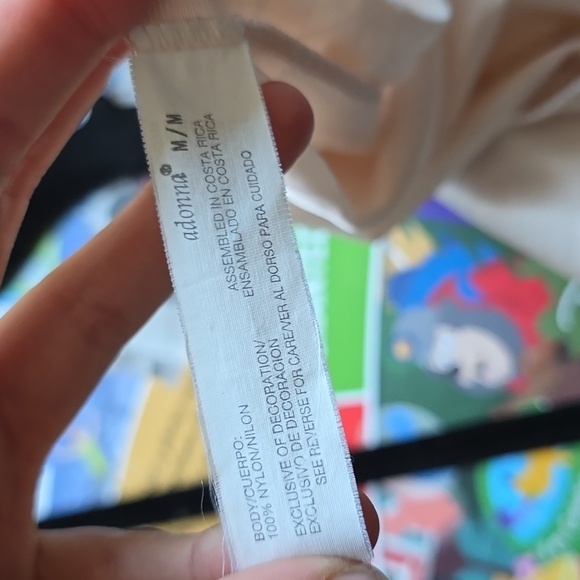 adonna® M/M
ASSEMBLED IN COSTA RICA
ENSAMBLADO EN COSTA RICA
BODY/CUERPO:
100% NYLON/NILON
EXCLUSIVE OF DECORATION/
EXCLUSIVO DE DECORACION
SEE REVERSE FOR CARE/VER AL DORSO PARA CUIDADO